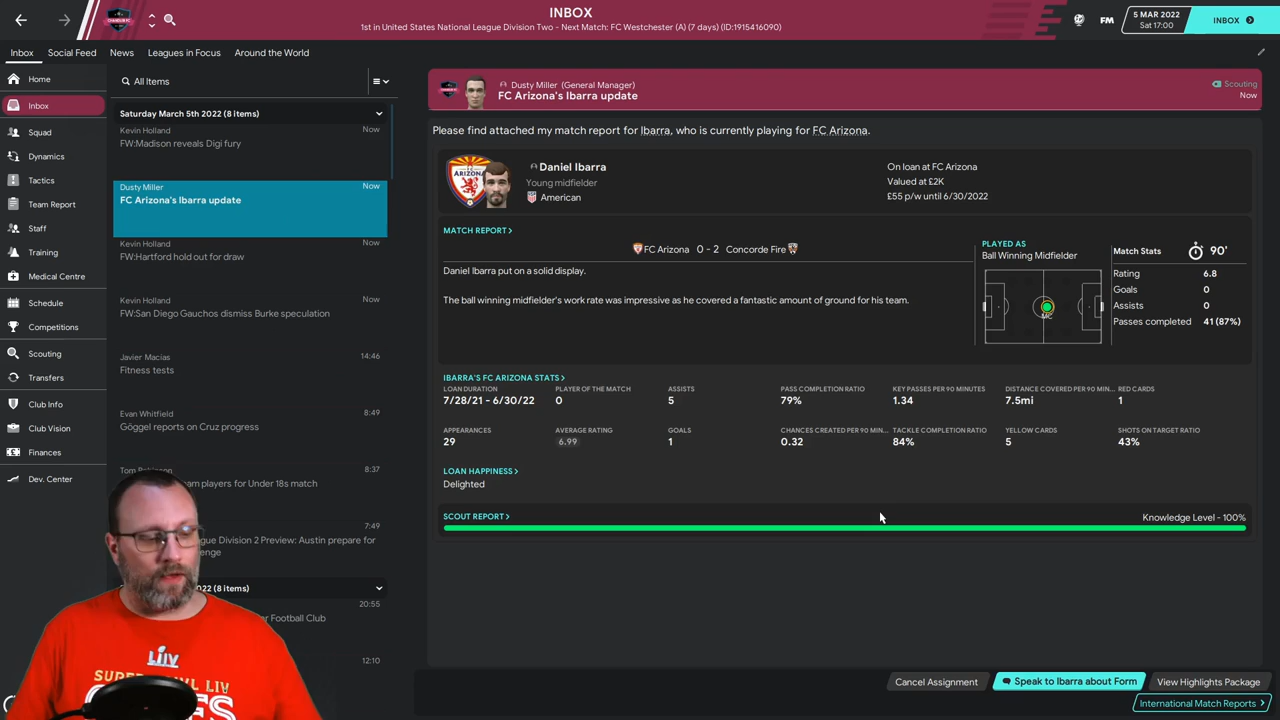 INBOX
1st in United States National League Division Two - Next Match: FC Westchester (A) (7 days) (ID:1915416090)
FM
5 MAR 2022
Sat 17:00
INBOX
Inbox
Social Feed
News
Leagues in Focus
Around the World
Home
Inbox
Squad
Dynamics
Tactics
Team Report
Staff
Training
Medical Centre
Schedule
Competitions
Scouting
Transfers
Club Info
Club Vision
Finances
Dev. Center
All Items
Saturday March 5th 2022 (8 items)
Kevin Holland Now
FW:Madison reveals Digi fury
Dusty Miller Now
FC Arizona's Ibarra update
Kevin Holland Now
FW:Hartford hold out for draw
Kevin Holland Now
FW:San Diego Gauchos dismiss Burke speculation
Javier Macias 14:46
Fitness tests
Evan Whitfield 8:49
Göggel reports on Cruz progress
Tom 8:37
team players for Under 18s match
7:49
gue Division 2 Preview: Austin prepare for
enge
2022 (8 items)
20:55
Football Club
12:10
Dusty Miller (General Manager)
FC Arizona's Ibarra update
Scouting
Now
Please find attached my match report for Ibarra, who is currently playing for FC Arizona.
ARIZONA
Daniel Ibarra
Young midfielder
American
On loan at FC Arizona
Valued at £2K
£55 p/w until 6/30/2022
MATCH REPORT >
FC Arizona 0 - 2 Concorde Fire
Daniel Ibarra put on a solid display.
The ball winning midfielder's work rate was impressive as he covered a fantastic amount of ground for his team.
PLAYED AS
Ball Winning Midfielder
MC
Match Stats 90'
Rating 6.8
Goals 0
Assists 0
Passes completed 41 (87%)
IBARRA'S FC ARIZONA STATS >
LOAN DURATION PLAYER OF THE MATCH ASSISTS PASS COMPLETION RATIO KEY PASSES PER 90 MINUTES DISTANCE COVERED PER 90 MIN... RED CARDS
7/28/21 - 6/30/22 0 5 79% 1.34 7.5mi 1
APPEARANCES AVERAGE RATING GOALS CHANCES CREATED PER 90 MIN... TACKLE COMPLETION RATIO YELLOW CARDS SHOTS ON TARGET RATIO
29 6.99 1 0.32 84% 5 43%
LOAN HAPPINESS >
Delighted
SCOUT REPORT >
Knowledge Level - 100%
Cancel Assignment
Speak to Ibarra about Form
View Highlights Package
International Match Reports >
LIV
SUPER BOWL LIV